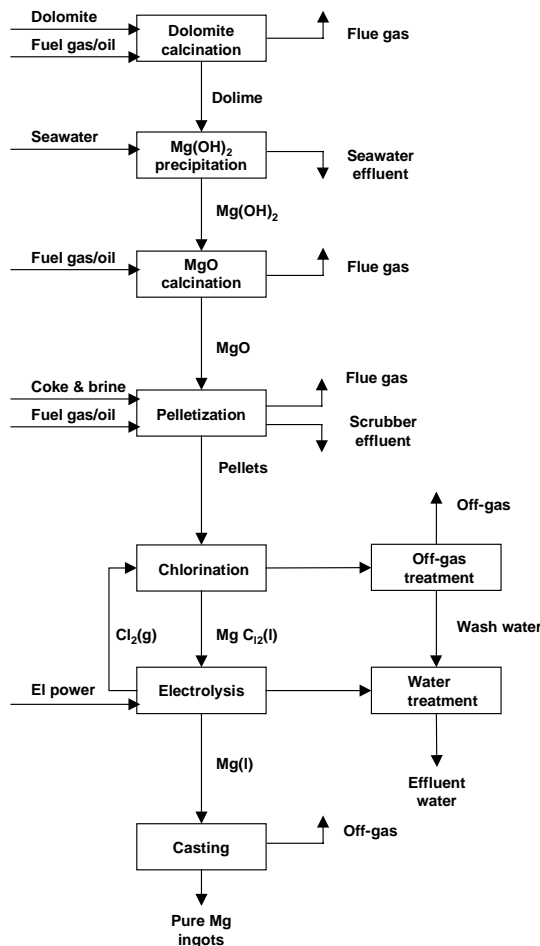 Dolomite
Fuel gas/oil
Dolomite
calcination
Flue gas
Dolime
Seawater
Mg(OH)₂
precipitation
Seawater
effluent
Mg(OH)₂
Fuel gas/oil
MgO
calcination
Flue gas
MgO
Coke & brine
Fuel gas/oil
Pelletization
Flue gas
Scrubber
effluent
Pellets
Off-gas
Chlorination
Off-gas
treatment
Cl₂(g)
Mg Cₗ₂(l)
Wash water
El power
Electrolysis
Water
treatment
Mg(l)
Effluent
water
Casting
Off-gas
Pure Mg
ingots